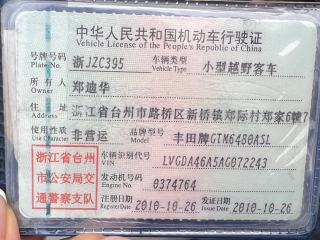 中华人民共和国机动车行驶证
Vehicle License of the People's Republic of China
号牌号码 Plate No. 浙JZC395 车辆类型 Vehicle Type 小型越野客车
所有人 Owner 郑迪华
住址 Address 浙江省台州市路桥区新桥镇郑际村郑家6幢
使用性质 非营运 丰田牌GTM6480ASL
浙江省台州市公安局交通警察支队
车辆识别代号 VIN LVGDA46A5AG072243
发动机号码 Engine No. 0374764
注册日期 Register Date 2010-10-26 发证日期 Issue Date 2010-10-26